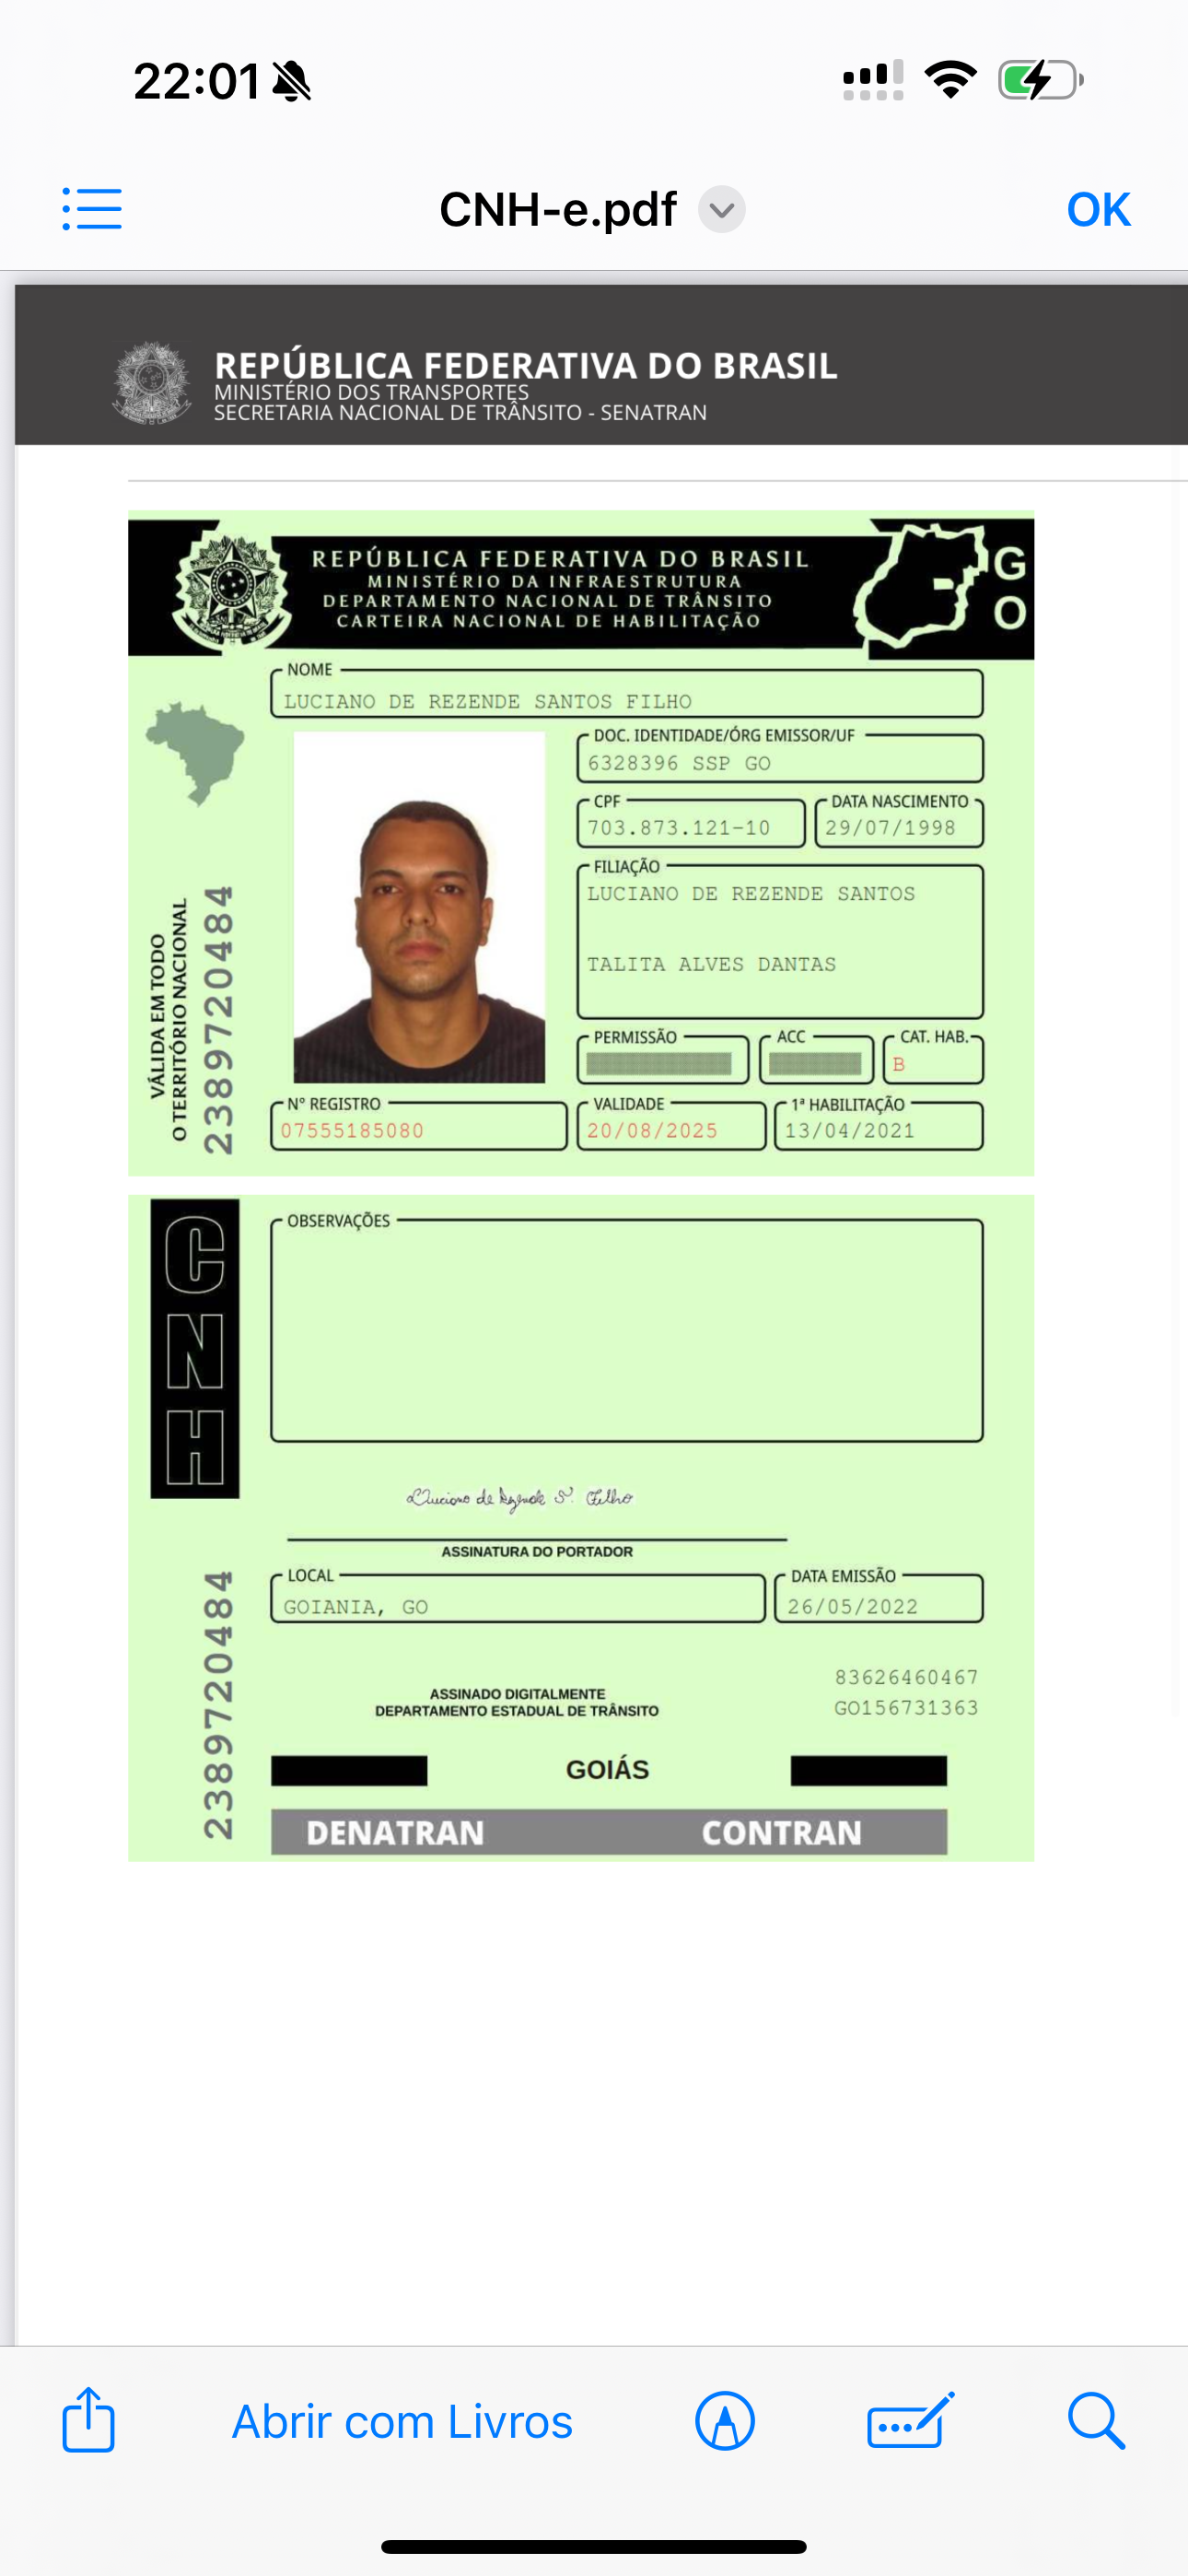 22:01
CNH-e.pdf
OK
REPÚBLICA FEDERATIVA DO BRASIL
MINISTÉRIO DOS TRANSPORTES
SECRETARIA NACIONAL DE TRÂNSITO - SENATRAN
REPÚBLICA FEDERATIVA DO BRASIL
MINISTÉRIO DA INFRAESTRUTURA
DEPARTAMENTO NACIONAL DE TRÂNSITO
CARTEIRA NACIONAL DE HABILITAÇÃO
GO
NOME
LUCIANO DE REZENDE SANTOS FILHO
DOC. IDENTIDADE/ÓRG EMISSOR/UF
6328396 SSP GO
CPF
703.873.121-10
DATA NASCIMENTO
29/07/1998
FILIAÇÃO
LUCIANO DE REZENDE SANTOS
TALITA ALVES DANTAS
PERMISSÃO
ACC
CAT. HAB.
B
Nº REGISTRO
07555185080
VALIDADE
20/08/2025
1ª HABILITAÇÃO
13/04/2021
VÁLIDA EM TODO
O TERRITÓRIO NACIONAL
2389720484
CNH
OBSERVAÇÕES
Luciano de Rezende S. Filho
ASSINATURA DO PORTADOR
LOCAL
GOIANIA, GO
DATA EMISSÃO
26/05/2022
2389720484
83626460467
GO156731363
ASSINADO DIGITALMENTE
DEPARTAMENTO ESTADUAL DE TRÂNSITO
GOIÁS
DENATRAN CONTRAN
Abrir com Livros